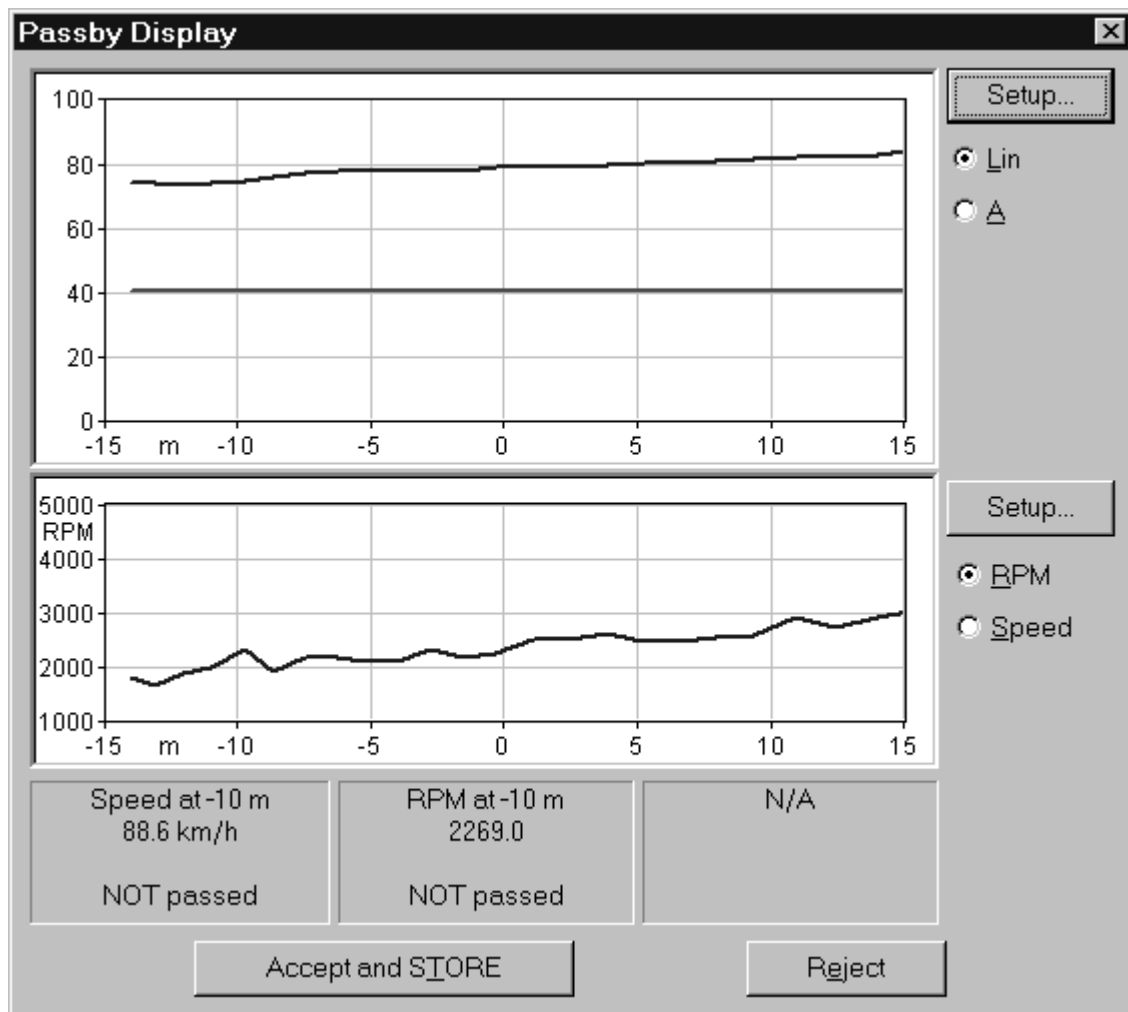 Passby Display
100
80
60
40
20
0
-15 m -10 -5 0 5 10 15
Setup...
Lin
A
5000
RPM
4000
3000
2000
1000
-15 m -10 -5 0 5 10 15
Setup...
RPM
Speed
Speed at -10 m
88.6 km/h
NOT passed
RPM at -10 m
2269.0
NOT passed
N/A
Accept and STORE
Reject